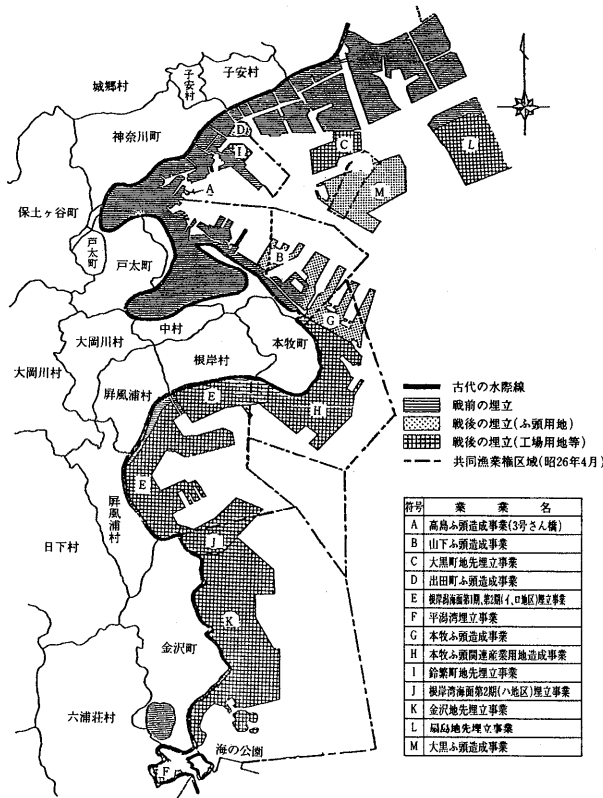 子安村
子安村
城郷村
神奈川町
D
I
C
L
A
M
保土ヶ谷町
戸太町
戸太町
B
G
中村
本牧町
大岡川村
大岡川村
根岸村
屏風浦村
E
H
E
屏風浦村
日下村
J
K
金沢町
六浦荘村
海の公園
F
古代の水際線
戦前の埋立
戦後の埋立(ふ頭用地)
戦後の埋立(工場用地等)
共同漁業権区域(昭26年4月)
符号 業業名
A 高島ふ頭造成事業(3号さん橋)
B 山下ふ頭造成事業
C 大黒町地先埋立事業
D 出田町ふ頭造成事業
E 根岸湾海面第1期、第2期(イ、ロ地区)埋立事業
F 平潟湾埋立事業
G 本牧ふ頭造成事業
H 本牧ふ頭関連産業用地造成事業
I 鈴繁町地先埋立事業
J 根岸湾海面第2期(ハ地区)埋立事業
K 金沢地先埋立事業
L 扇島地先埋立事業
M 大黒ふ頭造成事業